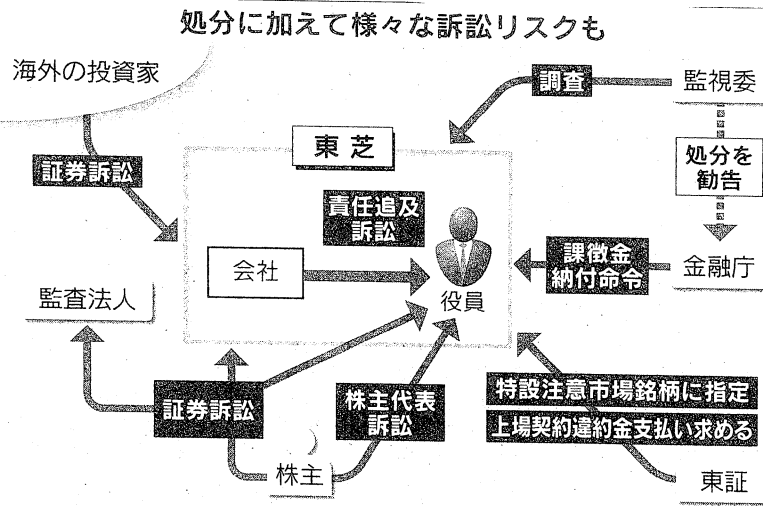 処分に加えて様々な訴訟リスクも
海外の投資家
調査
監視委
東芝
証券訴訟
処分を
勧告
責任追及
訴訟
会社
役員
課徴金
納付命令
金融庁
監査法人
証券訴訟
株主代表
訴訟
特設注意市場銘柄に指定
上場契約違約金支払い求める
株主
東証